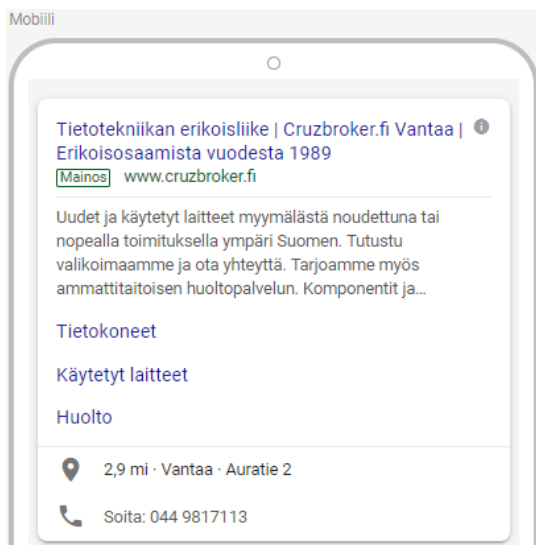 Mobiili
Tietotekniikan erikoisliike | Cruzbroker.fi Vantaa |
Erikoisosaamista vuodesta 1989
Mainos www.cruzbroker.fi
Uudet ja käytetyt laitteet myymälästä noudettuna tai
nopealla toimituksella ympäri Suomen. Tutustu
valikoimaamme ja ota yhteyttä. Tarjoamme myös
ammattitaitoisen huoltopalvelun. Komponentit ja...
Tietokoneet
Käytetyt laitteet
Huolto
2,9 mi · Vantaa · Auratie 2
Soita: 044 9817113